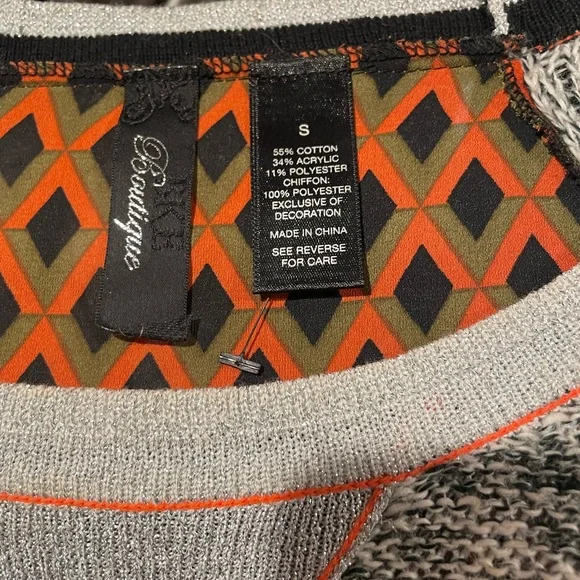 Boutique
S
55% COTTON
34% ACRYLIC
11% POLYESTER
CHIFFON:
100% POLYESTER
EXCLUSIVE OF
DECORATION
MADE IN CHINA
SEE REVERSE
FOR CARE